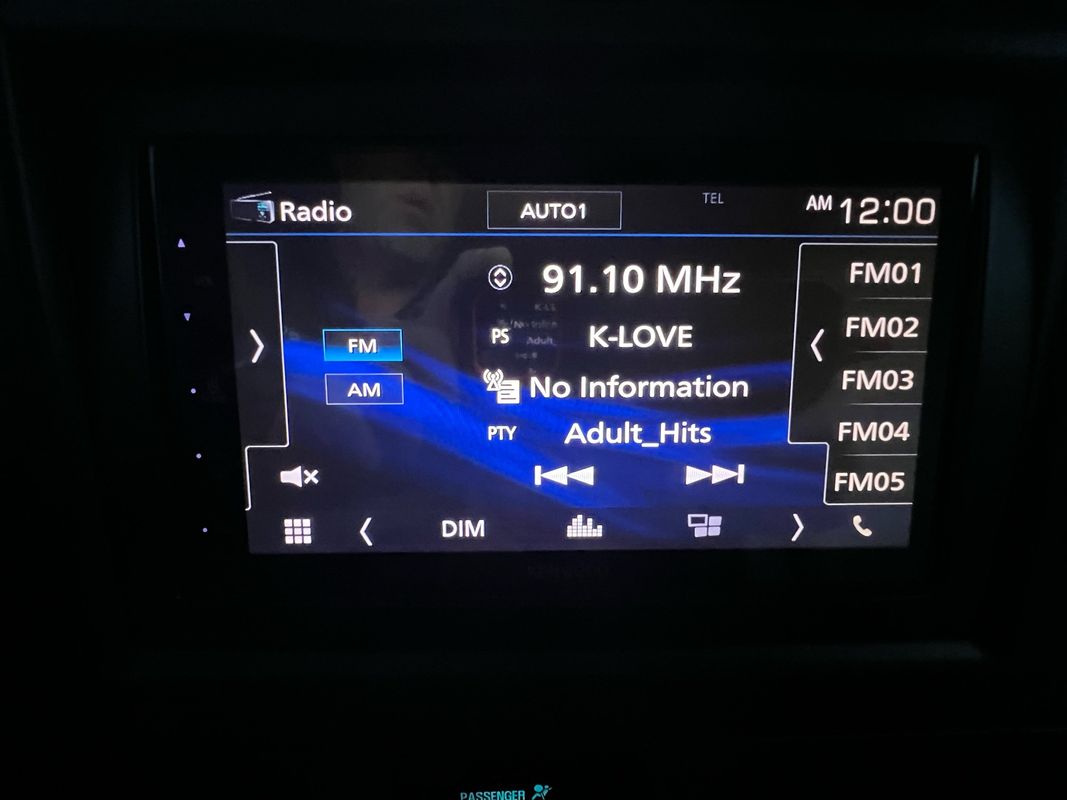 Radio
AUTO1
TEL
AM 12:00
91.10 MHz
PS K-LOVE
FM
AM
No Information
PTY Adult_Hits
FM01
FM02
FM03
FM04
FM05
DIM
KENWOOD
PASSENGER